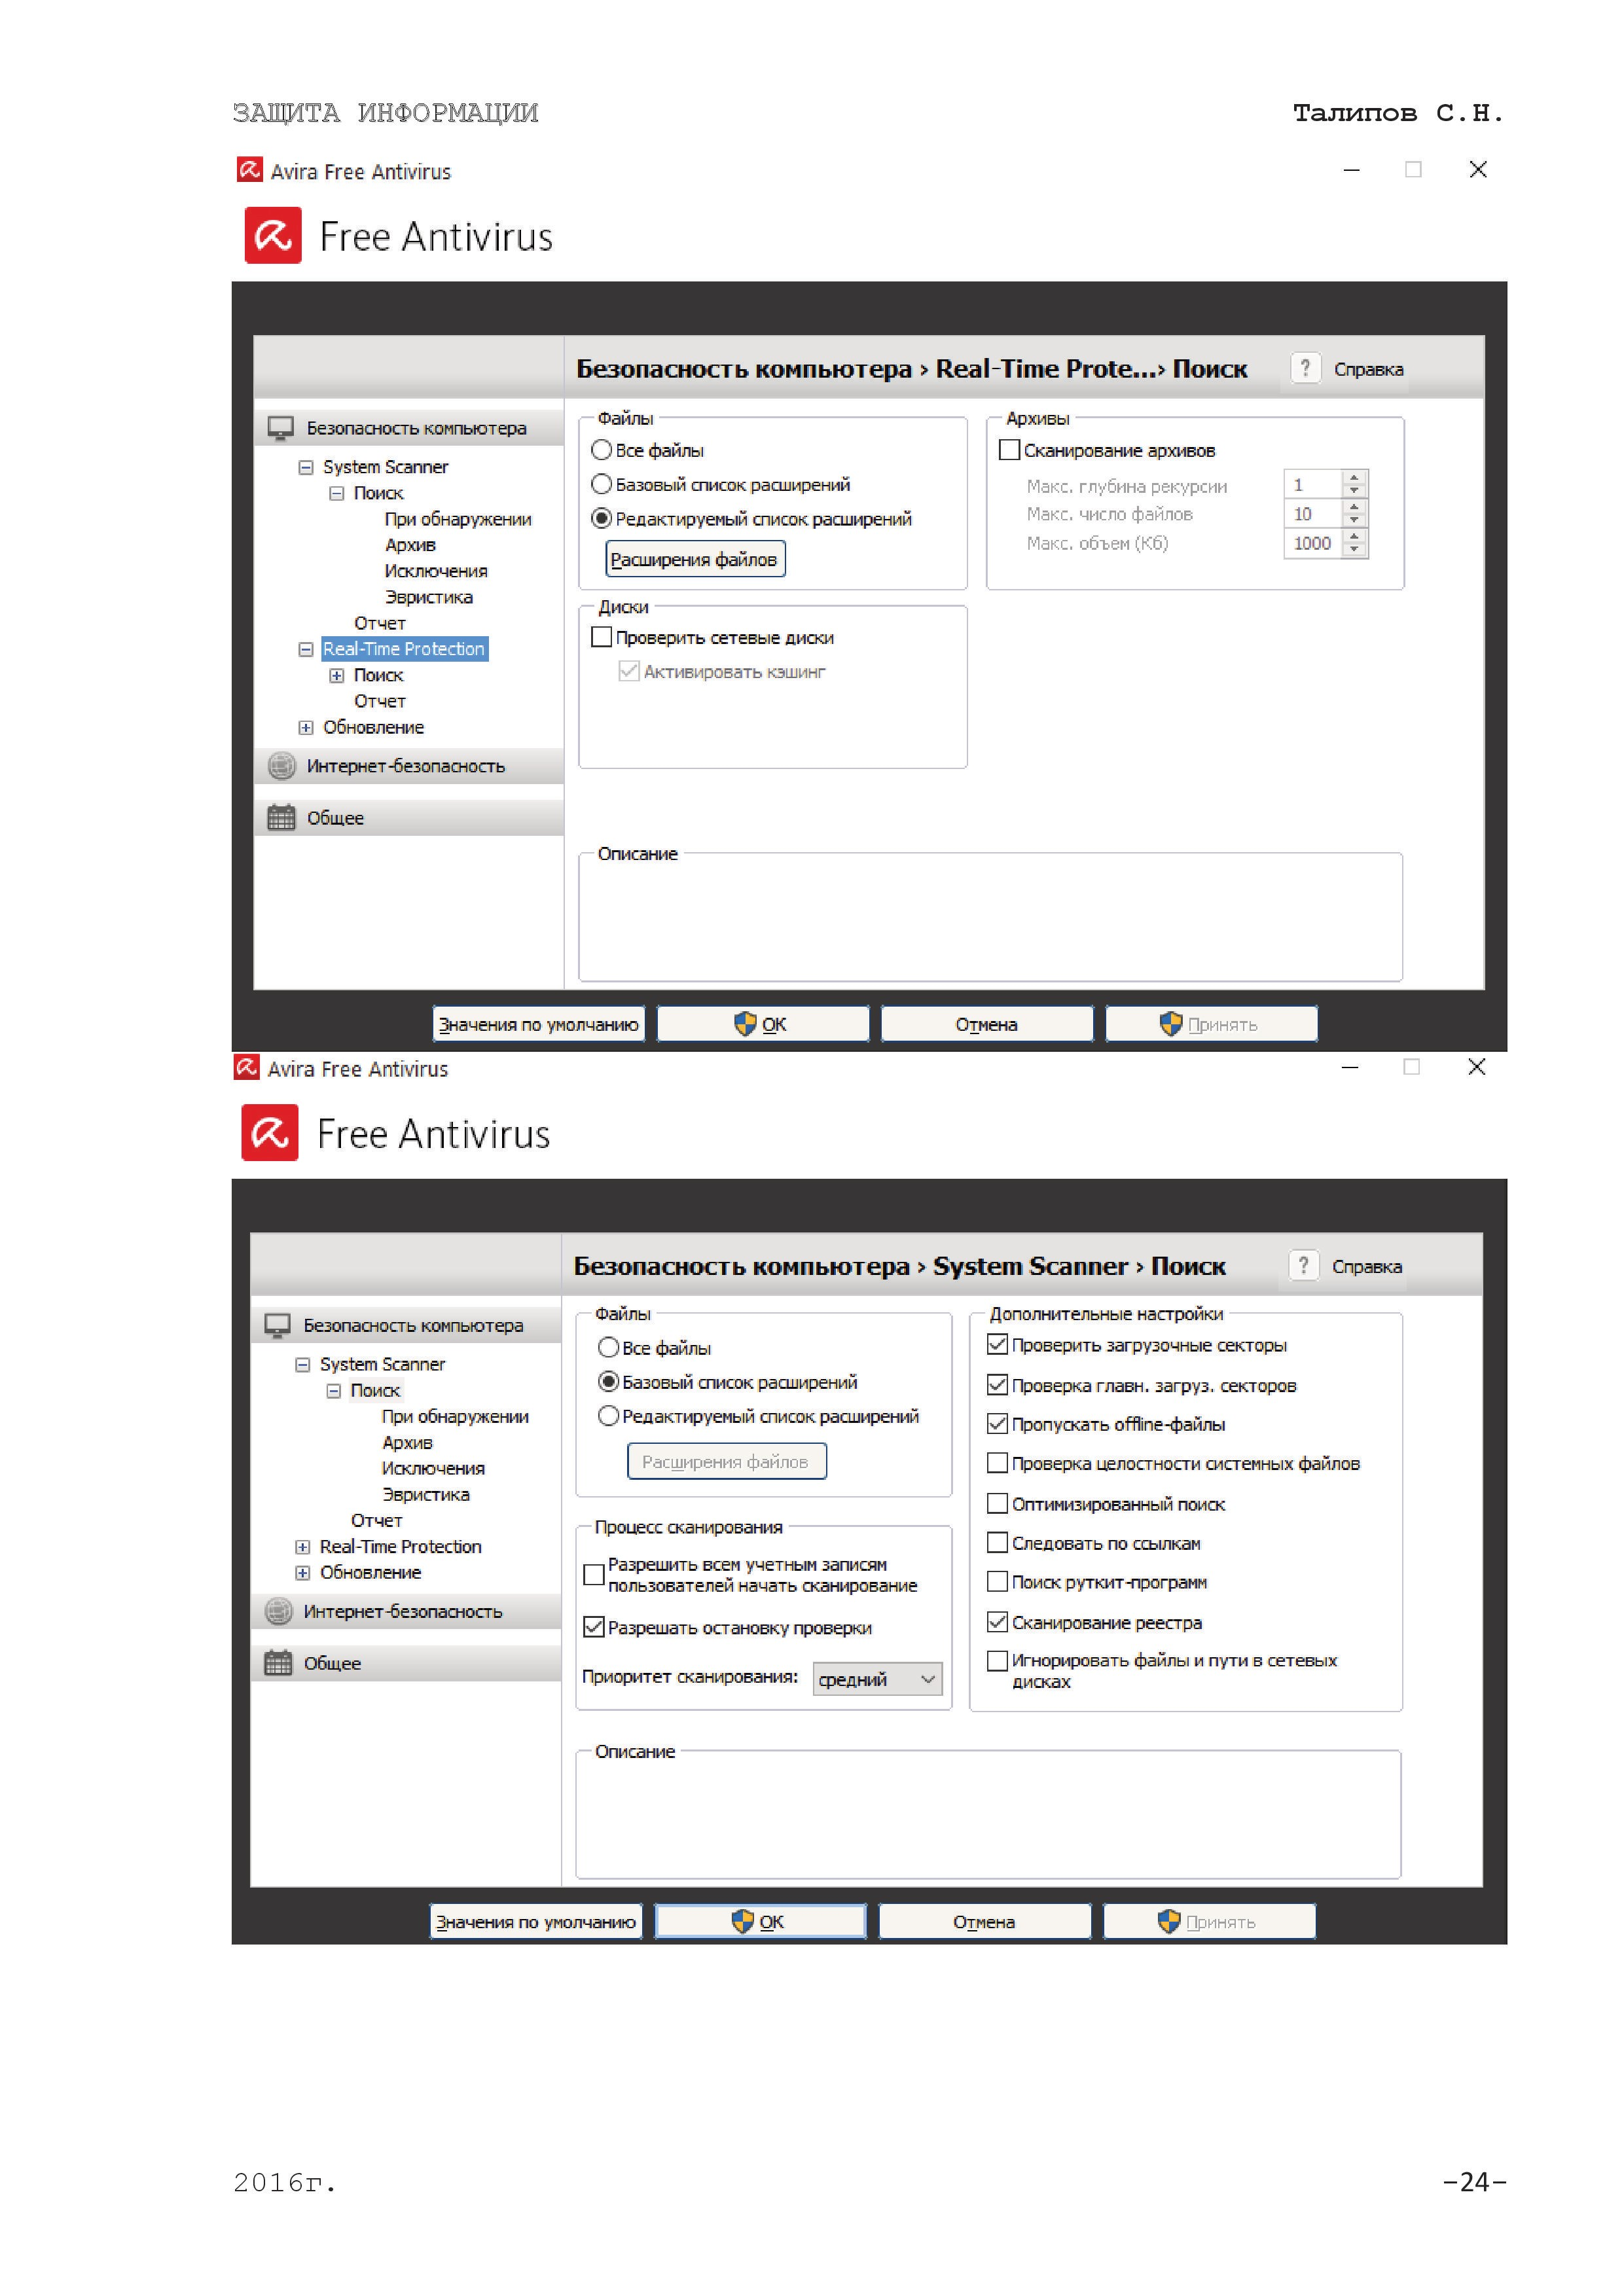 ЗАЩИТА ИНФОРМАЦИИ Талипов С.Н.
Avira Free Antivirus
Free Antivirus
Безопасность компьютера › Real-Time Prote...› Поиск ? Справка
Безопасность компьютера
System Scanner
Поиск
При обнаружении
Архив
Исключения
Эвристика
Отчет
Real-Time Protection
Поиск
Отчет
Обновление
Интернет-безопасность
Общее
Файлы
Все файлы
Базовый список расширений
Редактируемый список расширений
Расширения файлов
Архивы
Сканирование архивов
Макс. глубина рекурсии 1
Макс. число файлов 10
Макс. объем (Кб) 1000
Диски
Проверить сетевые диски
Активировать кэшинг
Описание
Значения по умолчанию OK Отмена Принять
Avira Free Antivirus
Free Antivirus
Безопасность компьютера › System Scanner › Поиск ? Справка
Безопасность компьютера
System Scanner
Поиск
При обнаружении
Архив
Исключения
Эвристика
Отчет
Real-Time Protection
Обновление
Интернет-безопасность
Общее
Файлы
Все файлы
Базовый список расширений
Редактируемый список расширений
Расширения файлов
Процесс сканирования
Разрешить всем учетным записям
пользователей начать сканирование
Разрешать остановку проверки
Приоритет сканирования: средний
Дополнительные настройки
Проверить загрузочные секторы
Проверка главн. загруз. секторов
Пропускать offline-файлы
Проверка целостности системных файлов
Оптимизированный поиск
Следовать по ссылкам
Поиск руткит-программ
Сканирование реестра
Игнорировать файлы и пути в сетевых
дисках
Описание
Значения по умолчанию OK Отмена Принять
2016г. -24-